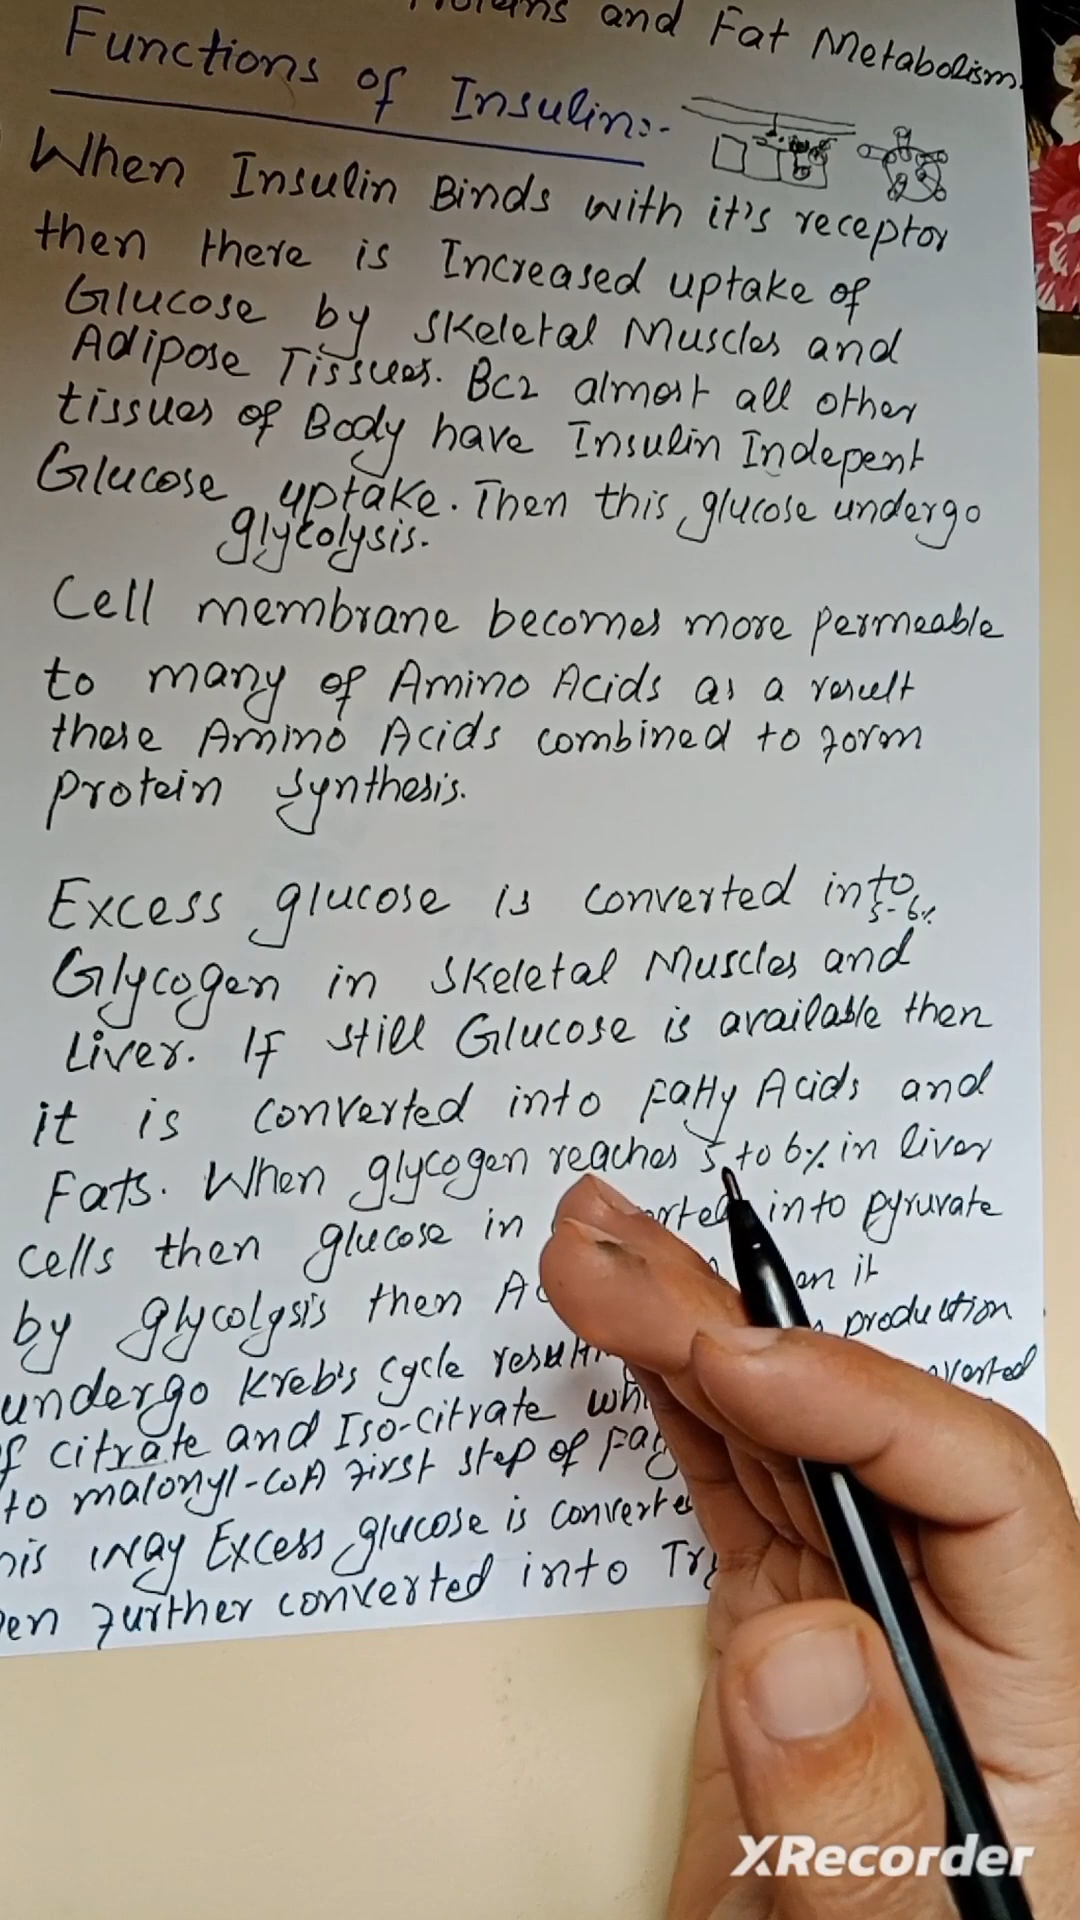 and Fat Metabolism.
Functions of Insulin:-
When Insulin Binds with it's receptor
then there is Increased uptake of
Glucose by Skeletal Muscles and
Adipose Tissues. Bcz almost all other
tissues of Body have Insulin Indepent
Glucose uptake. Then this glucose undergo
glycolysis.
Cell membrane becomes more permeable
to many of Amino Acids as a result
these Amino Acids combined to form
protein synthesis.
Excess glucose is converted into
5-6%
Glycogen in Skeletal Muscles and
Liver. If still Glucose is available then
it is converted into Fatty Acids and
Fats. When glycogen reaches 5 to 6% in liver
cells then glucose in into pyruvate
by glycolysis then it
undergo Kreb's cycle production
of citrate and Iso-citrate
to malonyl-CoA first step of
way Excess glucose is
further converted into
XRecorder